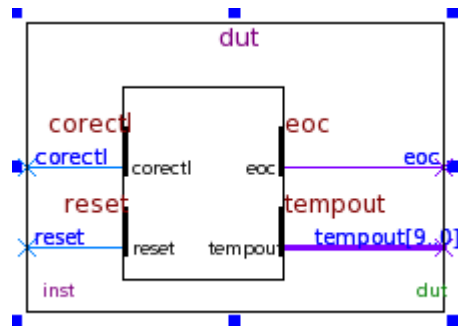 dut
corectl eoc
corectl corectl eoc eoc
reset tempout
reset reset tempout tempout[9..0]
inst dut